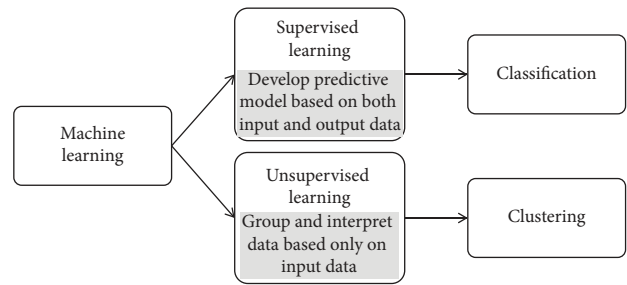 Machine
learning
Supervised
learning
Develop predictive
model based on both
input and output data
Classification
Unsupervised
learning
Group and interpret
data based only on
input data
Clustering